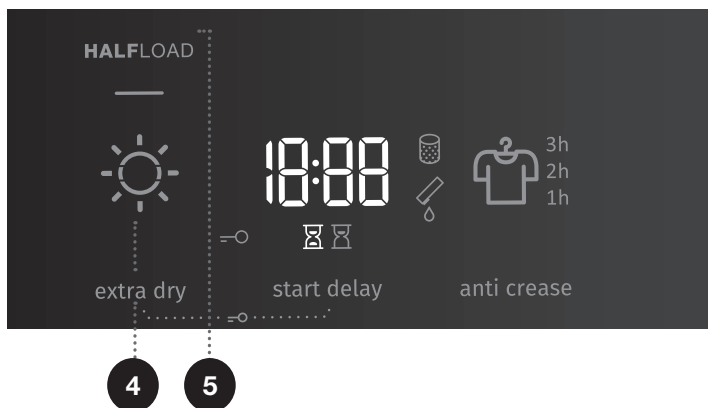 HALFLOAD
18:88
3h
2h
1h
extra dry
start delay
anti crease
4
5